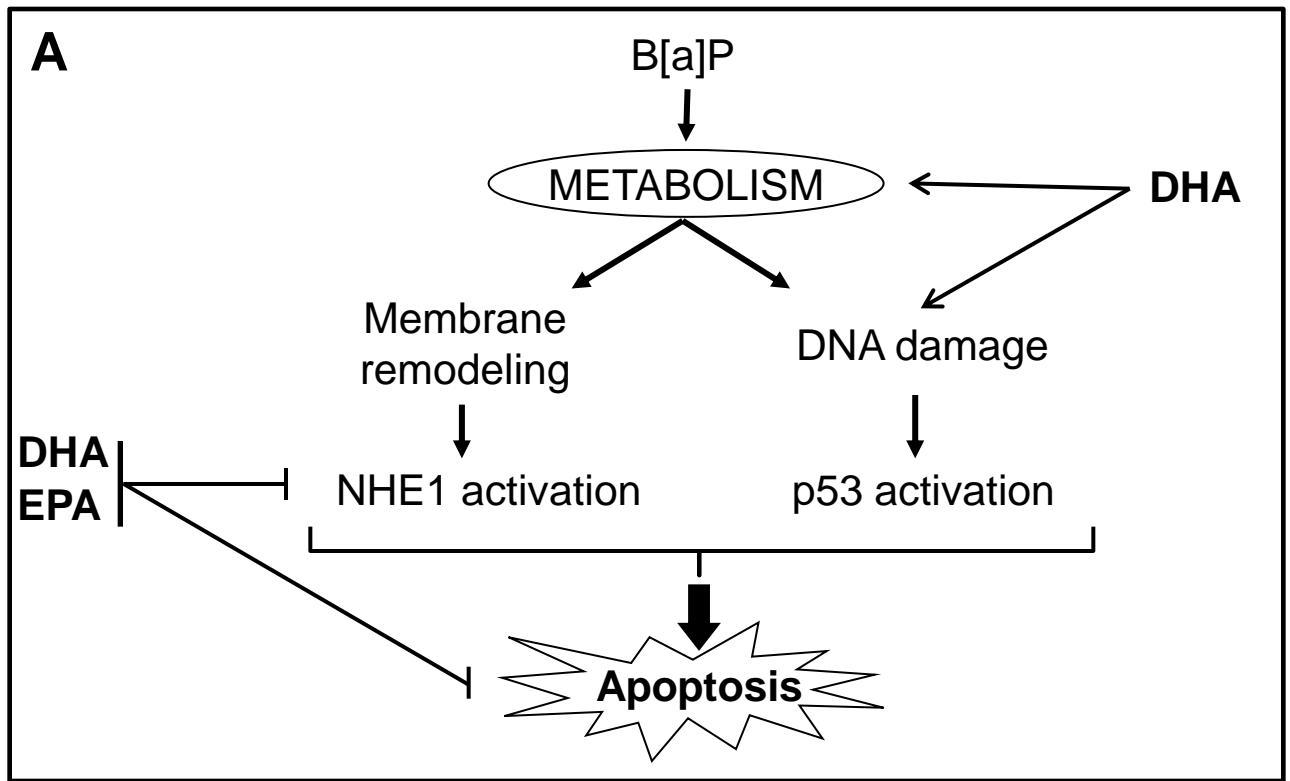 A
B[a]P
METABOLISM
DHA
Membrane
remodeling
DNA damage
DHA
EPA
NHE1 activation
p53 activation
Apoptosis